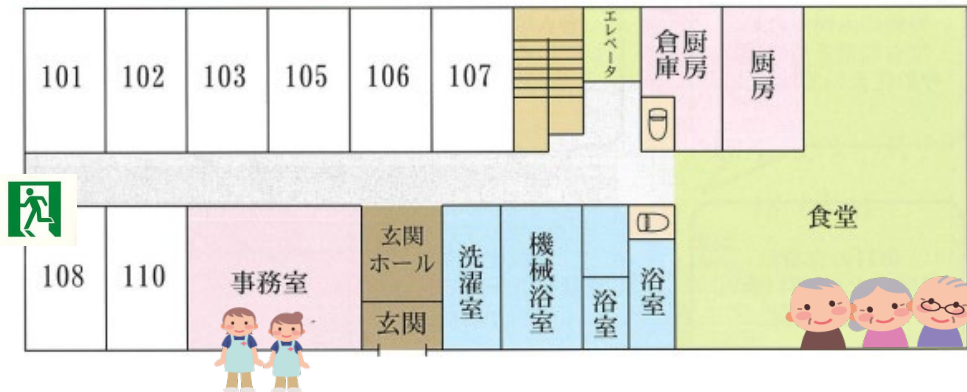 101
102
103
105
106
107
エレベータ
厨房
倉庫
厨房
食堂
108
110
事務室
玄関
ホール
玄関
洗濯室
機械浴室
浴室
浴室